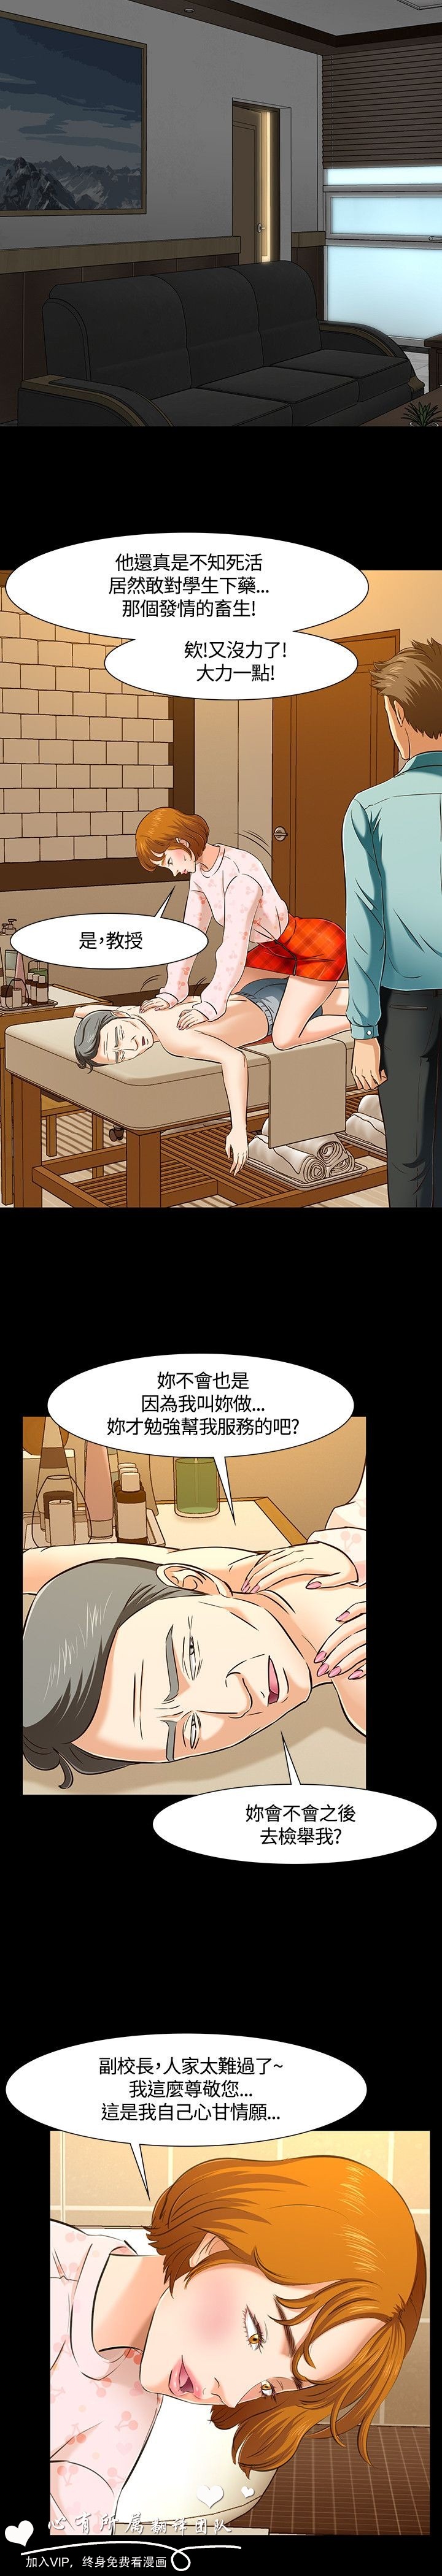 他還真是不知死活
居然敢對學生下藥...
那個發情的畜生!
欸!又沒力了!
大力一點!
是,教授
妳不會也是
因為我叫妳做...
妳才勉強幫我服務的吧?
妳會不會之後
去檢舉我?
副校長,人家太難過了~
我這麼尊敬您...
這是我自己心甘情願...
心有所属翻译团队
加入VIP，终身免费看漫画